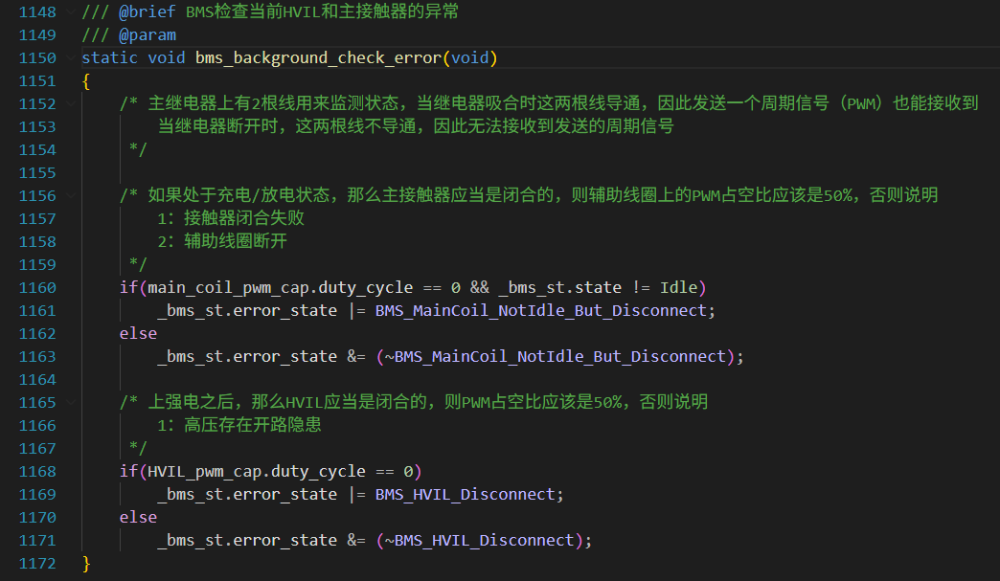 1148 /// @brief BMS检查当前HVIL和主接触器的异常
1149 /// @param
1150 static void bms_background_check_error(void)
1151 {
1152 /* 主继电器上有2根线用来监测状态，当继电器吸合时这两根线导通，因此发送一个周期信号（PWM）也能接收到
1153 当继电器断开时，这两根线不导通，因此无法接收到发送的周期信号
1154 */
1155
1156 /* 如果处于充电/放电状态，那么主接触器应当是闭合的，则辅助线圈上的PWM占空比应该是50%，否则说明
1157 1：接触器闭合失败
1158 2：辅助线圈断开
1159 */
1160 if(main_coil_pwm_cap.duty_cycle == 0 && _bms_st.state != Idle)
1161 _bms_st.error_state |= BMS_MainCoil_NotIdle_But_Disconnect;
1162 else
1163 _bms_st.error_state &= (~BMS_MainCoil_NotIdle_But_Disconnect);
1164
1165 /* 上强电之后，那么HVIL应当是闭合的，则PWM占空比应该是50%，否则说明
1166 1：高压存在开路隐患
1167 */
1168 if(HVIL_pwm_cap.duty_cycle == 0)
1169 _bms_st.error_state |= BMS_HVIL_Disconnect;
1170 else
1171 _bms_st.error_state &= (~BMS_HVIL_Disconnect);
1172 }